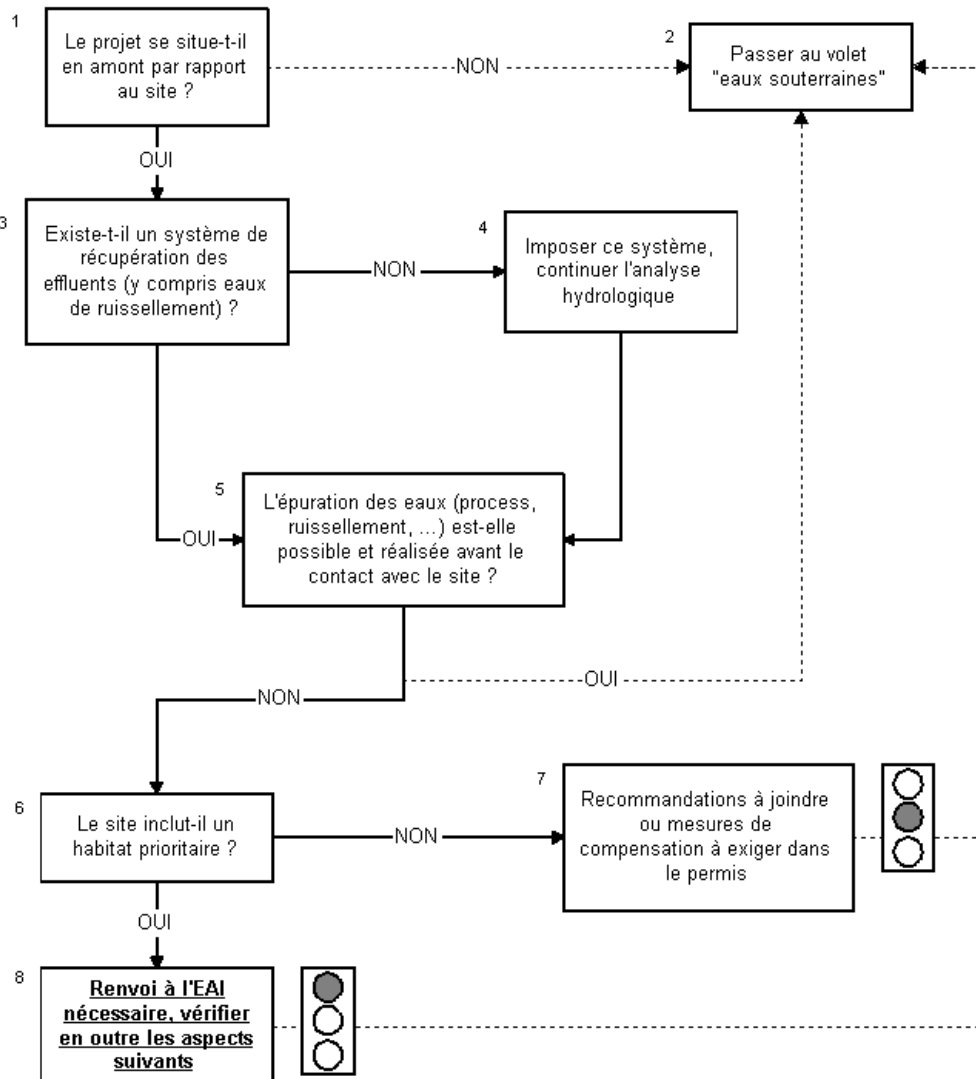 1
Le projet se situe-t-il
en amont par rapport
au site ?
NON
2
Passer au volet
"eaux souterraines"
OUI
3
Existe-t-il un système de
récupération des
effluents (y compris eaux
de ruissellement) ?
NON
4
Imposer ce système,
continuer l'analyse
hydrologique
5
L'épuration des eaux (process,
ruissellement, ...) est-elle
possible et réalisée avant le
contact avec le site ?
OUI
OUI
NON
6
Le site inclut-il un
habitat prioritaire ?
NON
7
Recommandations à joindre
ou mesures de
compensation à exiger dans
le permis
OUI
8
Renvoi à l'EAI
nécessaire, vérifier
en outre les aspects
suivants